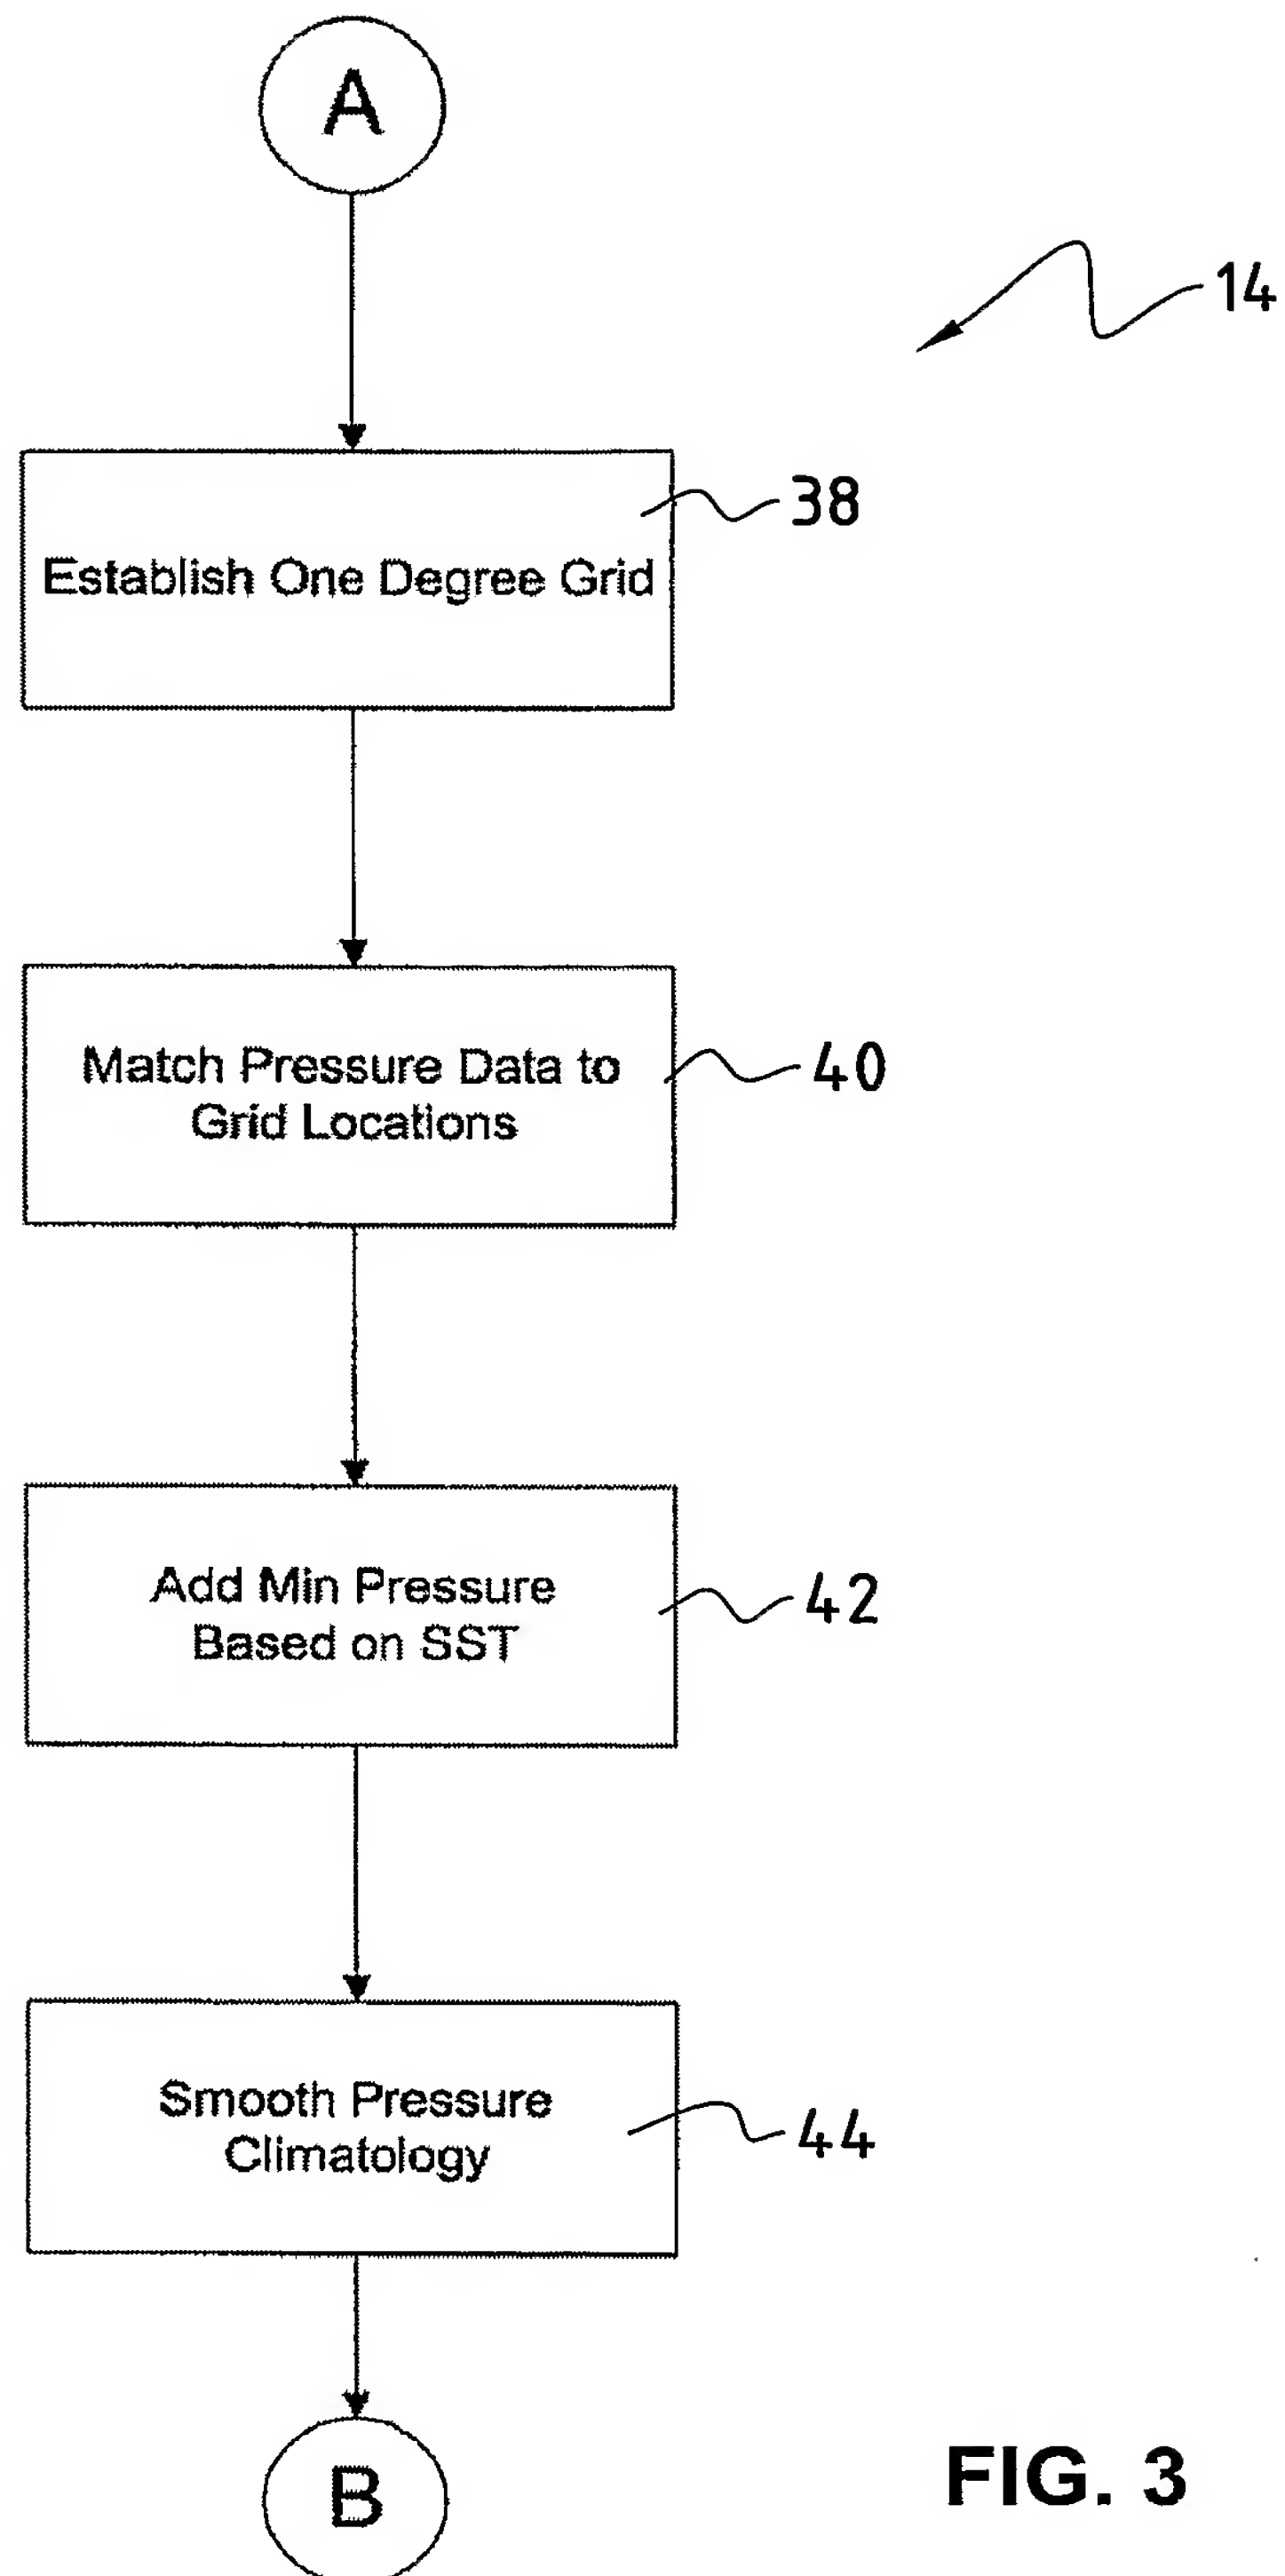 A
14
38
Establish One Degree Grid
Match Pressure Data to
Grid Locations
40
Add Min Pressure
Based on SST
42
Smooth Pressure
Climatology
44
B
FIG. 3